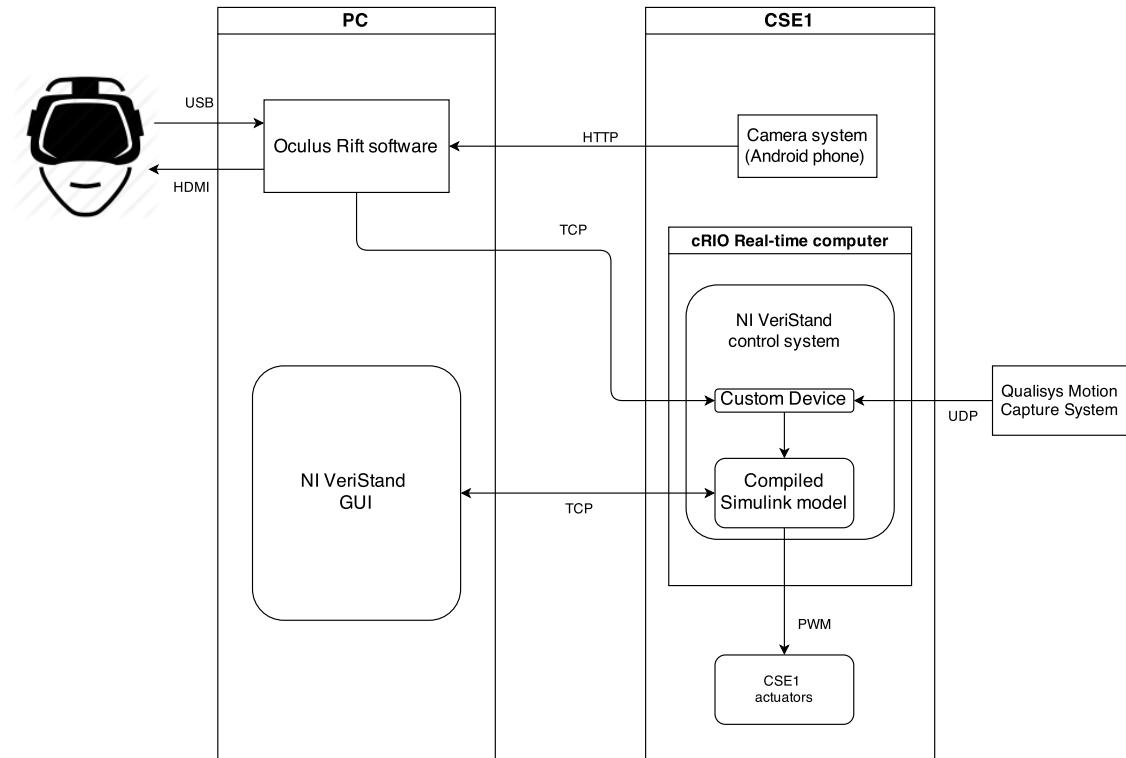 PC
CSE1
USB
Oculus Rift software
HDMI
HTTP
Camera system
(Android phone)
TCP
cRIO Real-time computer
NI VeriStand
control system
Custom Device
UDP
Qualisys Motion
Capture System
NI VeriStand
GUI
TCP
Compiled
Simulink model
PWM
CSE1
actuators